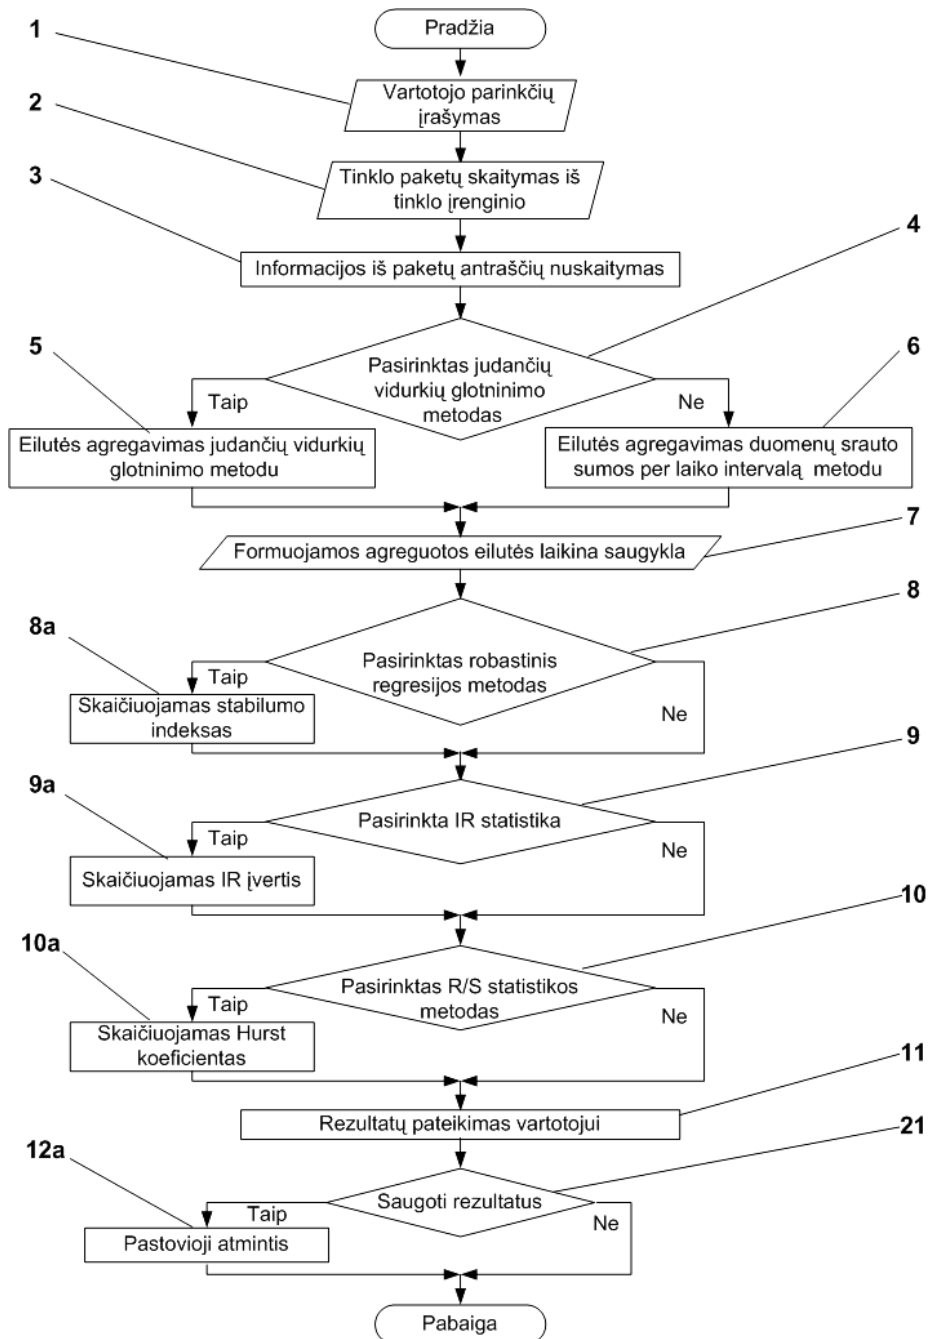 1
Pradžia
Vartotojo parinkčių
įrašymas
2
Tinklo paketų skaitymas iš
tinklo įrenginio
3
Informacijos iš paketų antraščių nuskaitymas
4
Pasirinktas judančių
vidurkių glotninimo
metodas
5
6
Taip
Ne
Eilutės agregavimas judančių vidurkių
glotninimo metodu
Eilutės agregavimas duomenų srauto
sumos per laiko intervalą metodu
7
Formuojamos agreguotos eilutės laikina saugykla
8
Pasirinktas robastinis
regresijos metodas
8a
Taip
Ne
Skaičiuojamas stabilumo
indeksas
9
Pasirinkta IR statistika
9a
Taip
Ne
Skaičiuojamas IR įvertis
10
Pasirinktas R/S statistikos
metodas
10a
Taip
Ne
Skaičiuojamas Hurst
koeficientas
11
Rezultatų pateikimas vartotojui
21
Saugoti rezultatus
12a
Taip
Ne
Pastovioji atmintis
Pabaiga